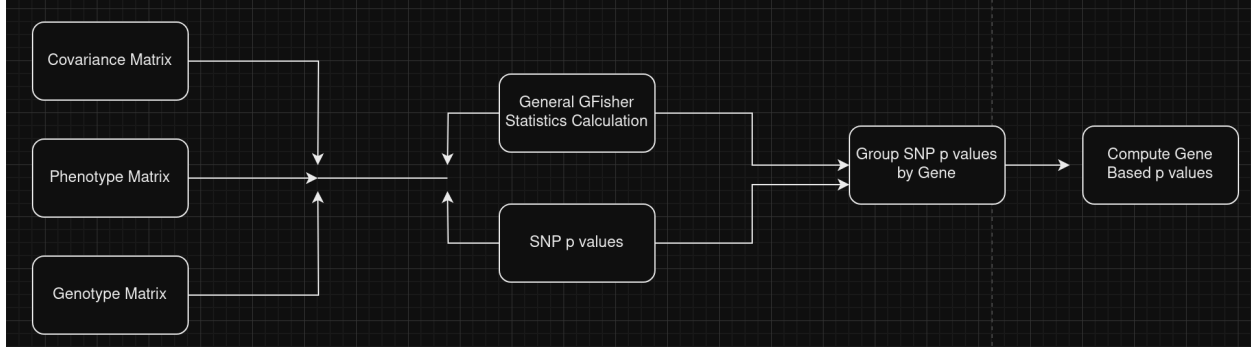 Covariance Matrix
Phenotype Matrix
Genotype Matrix
General GFisher
Statistics Calculation
SNP p values
Group SNP p values
by Gene
Compute Gene
Based p values